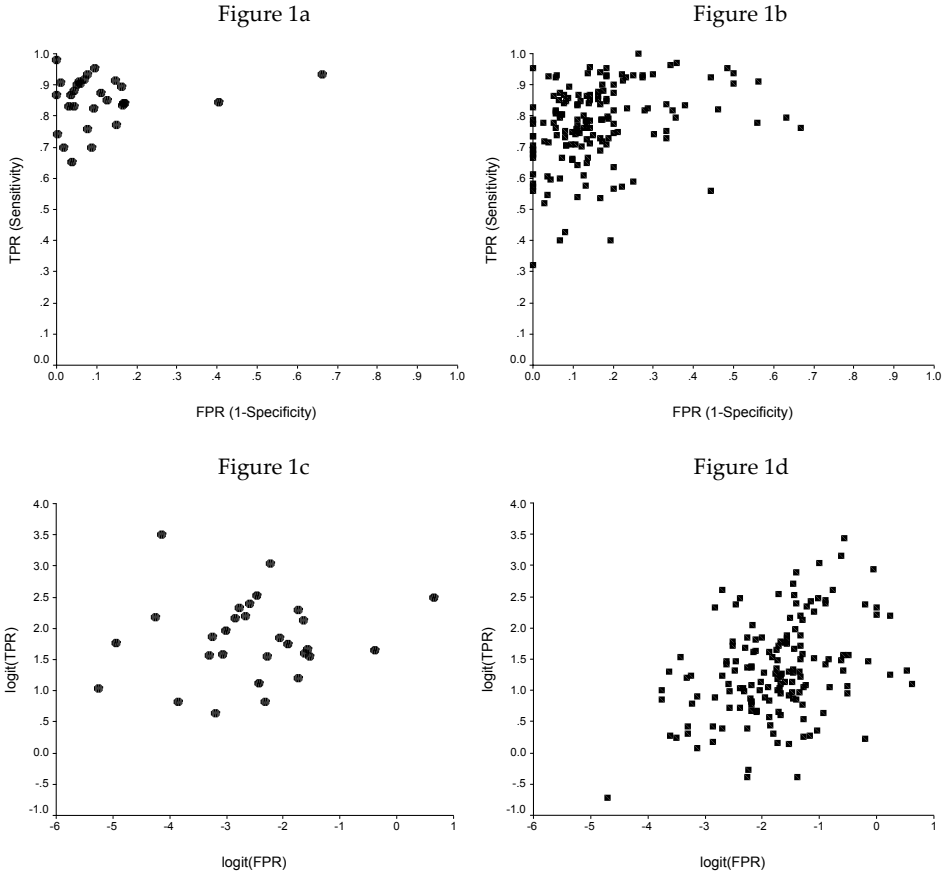 Figure 1a
1.0
.9
.8
.7
.6
.5
.4
.3
.2
.1
0.0
TPR (Sensitivity)
0.0 .1 .2 .3 .4 .5 .6 .7 .8 .9 1.0
FPR (1-Specificity)
Figure 1b
1.0
.9
.8
.7
.6
.5
.4
.3
.2
.1
0.0
TPR (Sensitivity)
0.0 .1 .2 .3 .4 .5 .6 .7 .8 .9 1.0
FPR (1-Specificity)
Figure 1c
4.0
3.5
3.0
2.5
2.0
1.5
1.0
.5
0.0
-.5
-1.0
logit(TPR)
-6 -5 -4 -3 -2 -1 0 1
logit(FPR)
Figure 1d
4.0
3.5
3.0
2.5
2.0
1.5
1.0
.5
0.0
-.5
-1.0
logit(TPR)
-6 -5 -4 -3 -2 -1 0 1
logit(FPR)